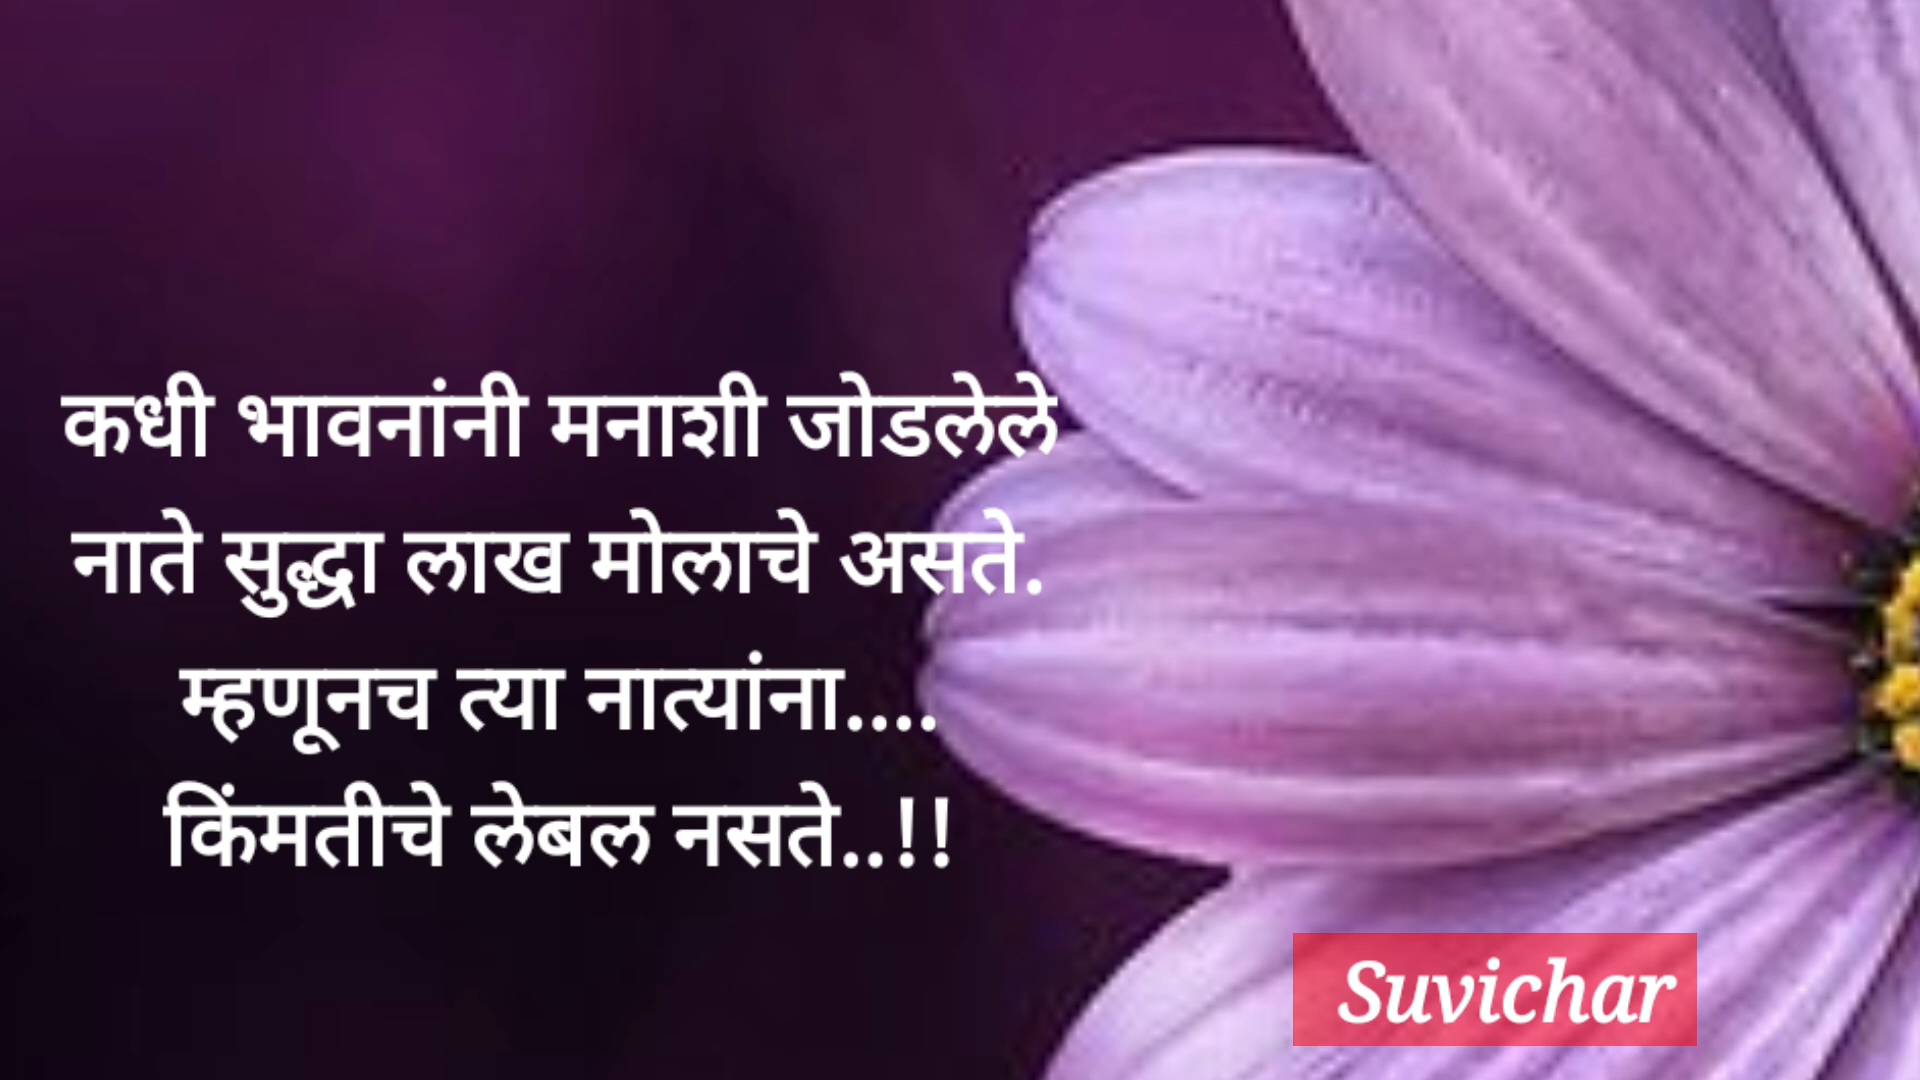 कधी भावनांनी मनाशी जोडलेले
नाते सुद्धा लाख मोलाचे असते.
म्हणूनच त्या नात्यांना....
किंमतीचे लेबल नसते..!!
Suvichar